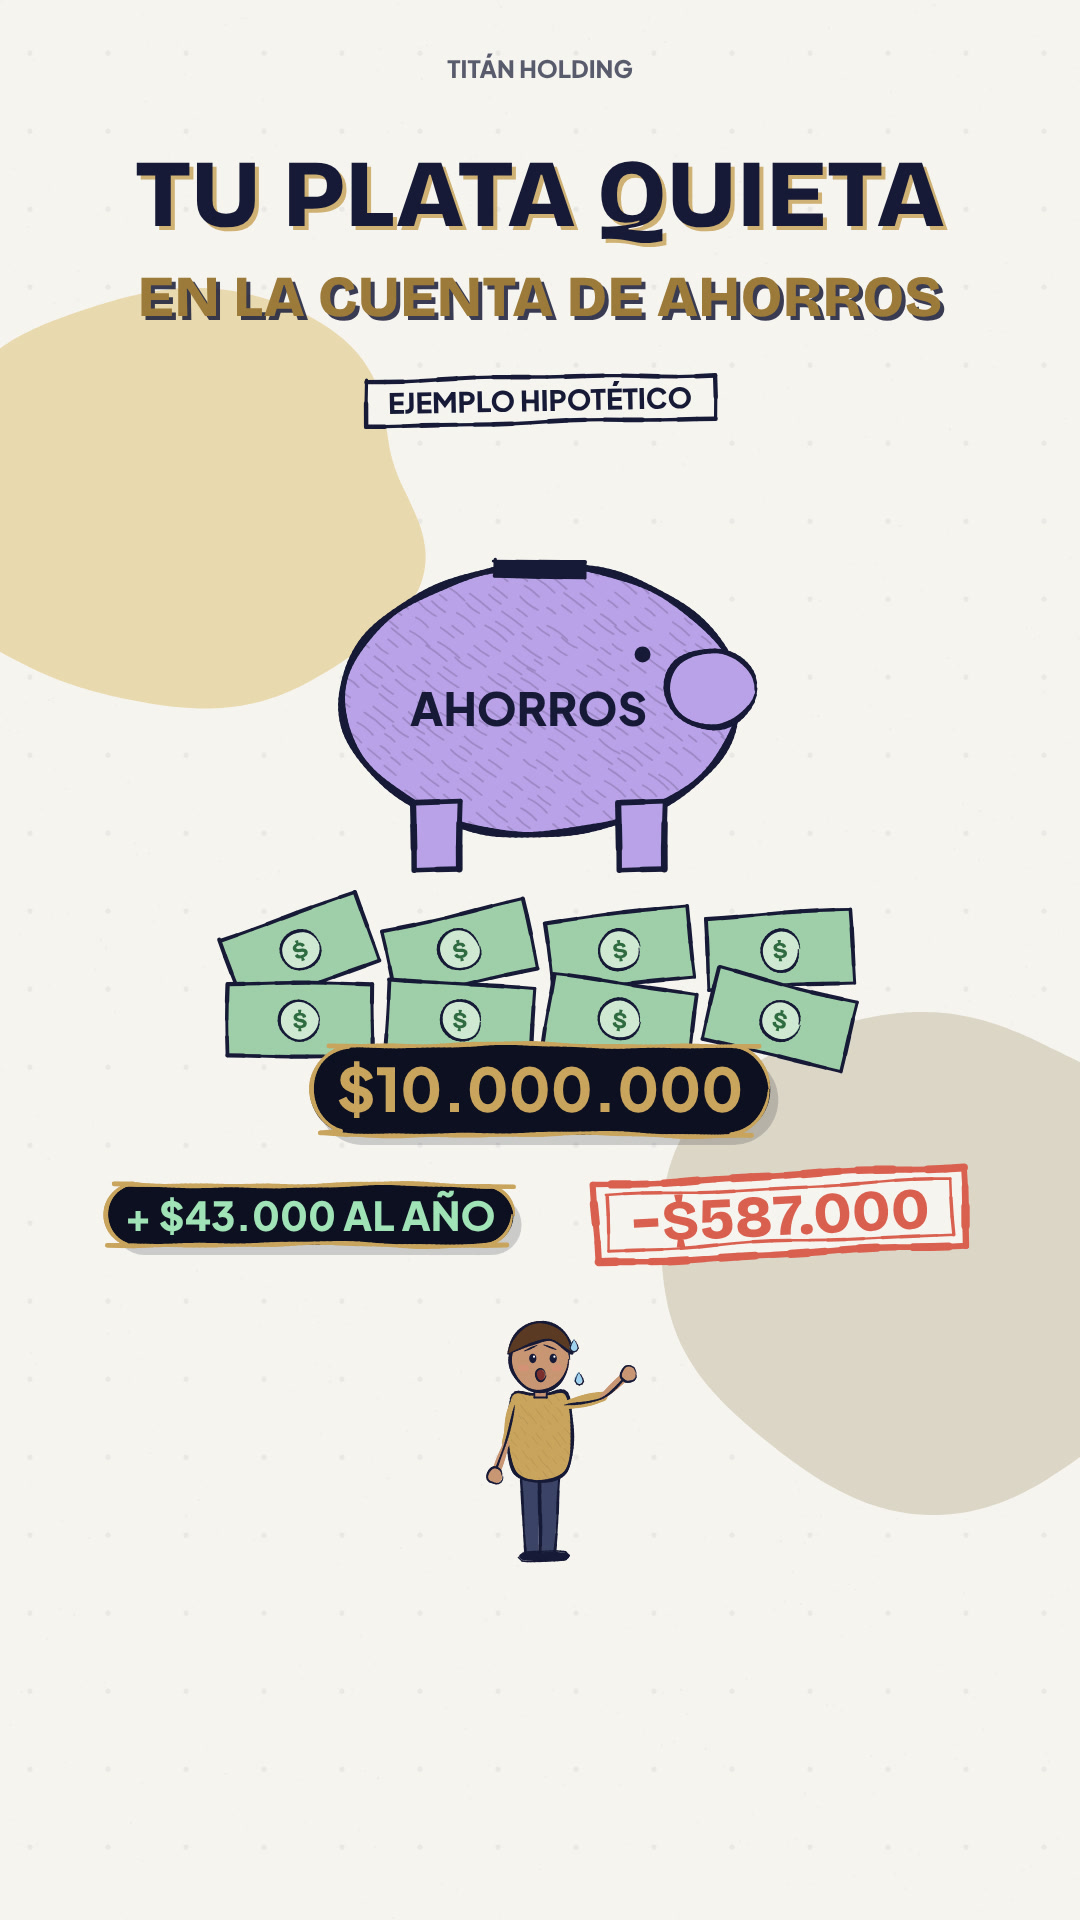 TITÁN HOLDING
TU PLATA QUIETA
EN LA CUENTA DE AHORROS
EJEMPLO HIPOTÉTICO
AHORROS
$ $ $ $
$ $ $ $
$10.000.000
+ $43.000 AL AÑO
–$587.000